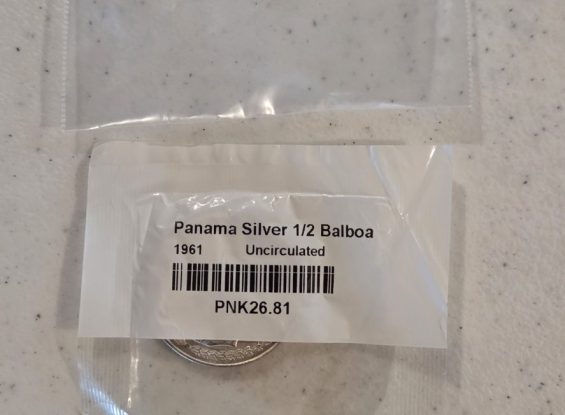 Panama Silver 1/2 Balboa
1961 Uncirculated
PNK26.81